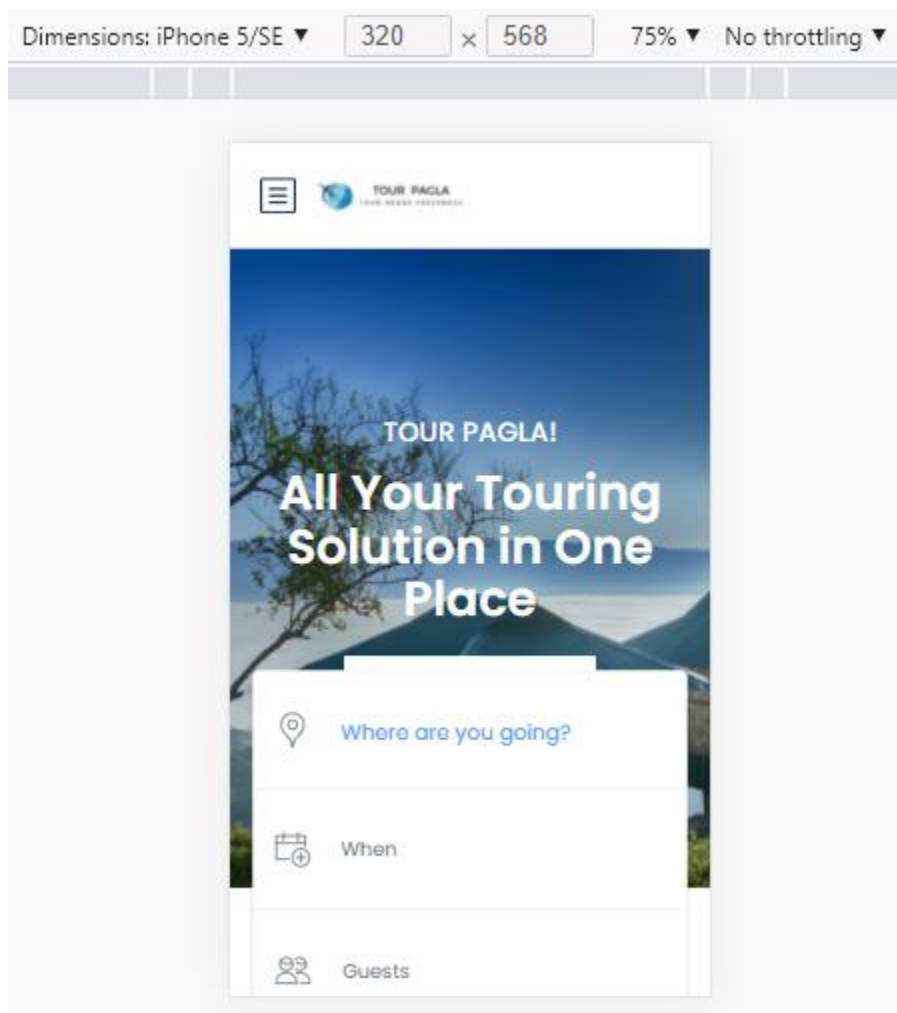 Dimensions: iPhone 5/SE ▼ 320 × 568 75% ▼ No throttling ▼
TOUR PAGLA
TOUR PAGLA!
All Your Touring
Solution in One
Place
Where are you going?
When
Guests